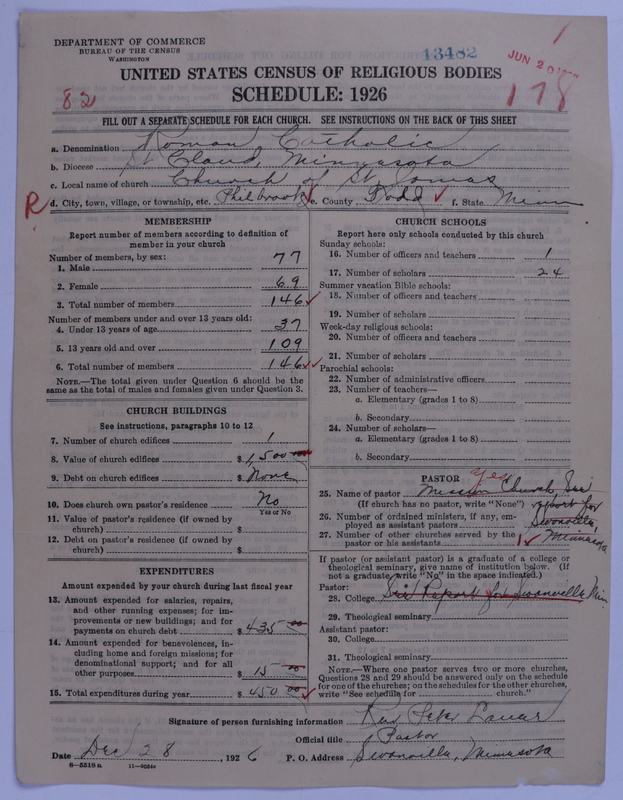 DEPARTMENT OF COMMERCE
BUREAU OF THE CENSUS
WASHINGTON
13482
JUN 20
1
UNITED STATES CENSUS OF RELIGIOUS BODIES
82
SCHEDULE: 1926
178
FILL OUT A SEPARATE SCHEDULE FOR EACH CHURCH. SEE INSTRUCTIONS ON THE BACK OF THIS SHEET
a. Denomination Roman Catholic
b. Diocese St Cloud, Minnesota
c. Local name of church Church of St.
R d. City, town, village, or township, etc. Philbrook e. County Todd f. State Minn
MEMBERSHIP
Report number of members according to definition of
member in your church
Number of members, by sex:
1. Male 77
2. Female 69
3. Total number of members 146
Number of members under and over 13 years old:
4. Under 13 years of age 37
5. 13 years old and over 109
6. Total number of members 146
NOTE.—The total given under Question 6 should be
same as the total of males and females given under Question 3.
CHURCH BUILDINGS
See instructions, paragraphs 10 to 12
7. Number of church edifices 1
8. Value of church edifices $ 1,500 00
9. Debt on church edifices $ None
10. Does church own pastor's residence No
Yes or No
11. Value of pastor's residence (if owned by
church) $
12. Debt on pastor's residence (if owned by
church) $
EXPENDITURES
Amount expended by your church during last fiscal year
13. Amount expended for salaries, repairs,
and other running expenses; for im-
provements or new buildings; and for
payments on church debt $ 435 00
14. Amount expended for benevolences, in-
cluding home and foreign missions; for
denominational support; and for all
other purposes $ 15 00
15. Total expenditures during year $ 450 00
CHURCH SCHOOLS
Report here only schools conducted by this church
Sunday schools:
16. Number of officers and teachers 1
17. Number of scholars 24
Summer vacation Bible schools:
18. Number of officers and teachers
19. Number of scholars
Week-day religious schools:
20. Number of officers and teachers
21. Number of scholars
Parochial schools:
22. Number of administrative officers
23. Number of teachers—
a. Elementary (grades 1 to 8)
b. Secondary
24. Number of scholars—
a. Elementary (grades 1 to 8)
b. Secondary
PASTOR yes
25. Name of pastor Mission Church, See
(If church has no pastor, write "None") report for
26. Number of ordained ministers, if any, em-
ployed as assistant pastors Swanville,
27. Number of other churches served by the
pastor or his assistants 1 Minnesota
If pastor (or assistant pastor) is a graduate of a college or
theological seminary, give name of institution below. (If
not a graduate, write "No" in the space indicated.)
Pastor:
28. College See Report for Swanville Minn
29. Theological seminary
Assistant pastor:
30. College
31. Theological seminary
NOTE.—Where one pastor serves two or more churches,
Questions 28 and 29 should be answered only on the schedule
for one of the churches; on the schedules for the other churches,
write "See schedule for church."
Signature of person furnishing information Rev Peter
Official title Pastor
Date Dec 28 1926 P. O. Address Swanville, Minnesota
8—5518a